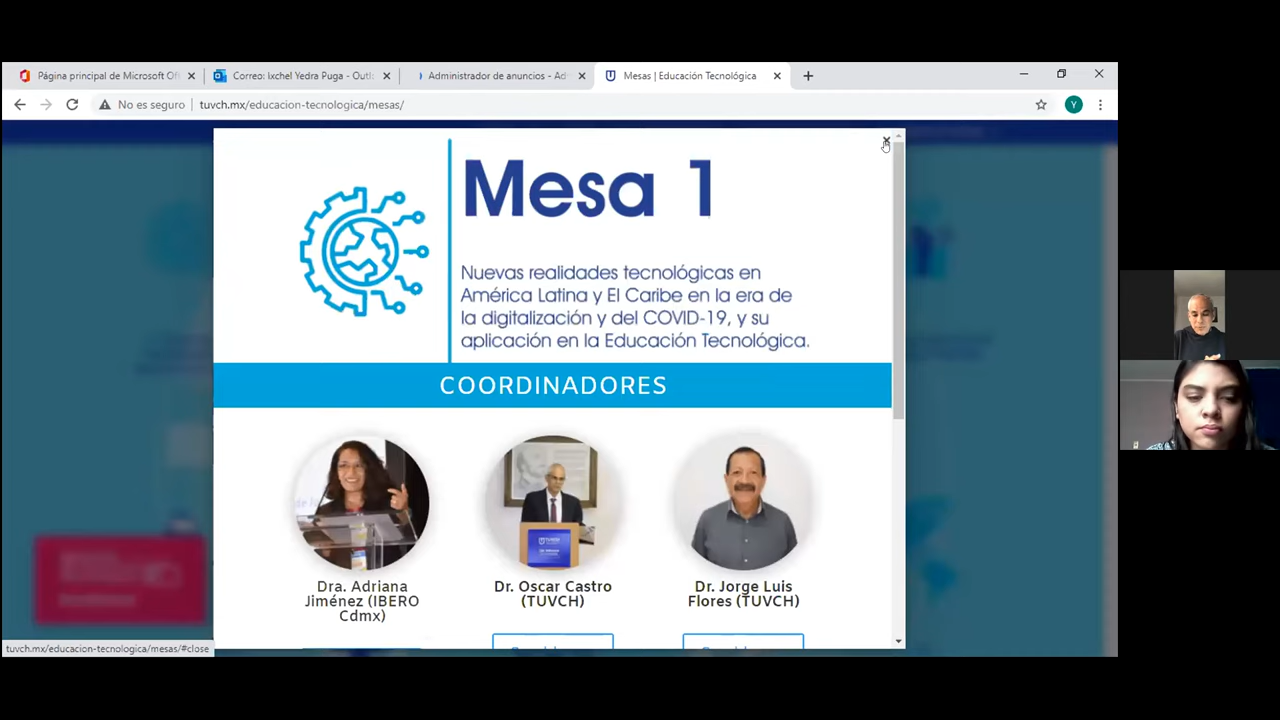 Página principal de Microsoft Ofi
Correo: Ixchel Yedra Puga - Outl
Administrador de anuncios - Ad
Mesas | Educación Tecnológica
No es seguro
tuvch.mx/educacion-tecnologica/mesas/
Y
Mesa 1
Nuevas realidades tecnológicas en
América Latina y El Caribe en la era de
la digitalización y del COVID-19, y su
aplicación en la Educación Tecnológica.
COORDINADORES
Dra. Adriana
Jiménez (IBERO
Cdmx)
Dr. Oscar Castro
(TUVCH)
Dr. Jorge Luis
Flores (TUVCH)
tuvch.mx/educacion-tecnologica/mesas/#close